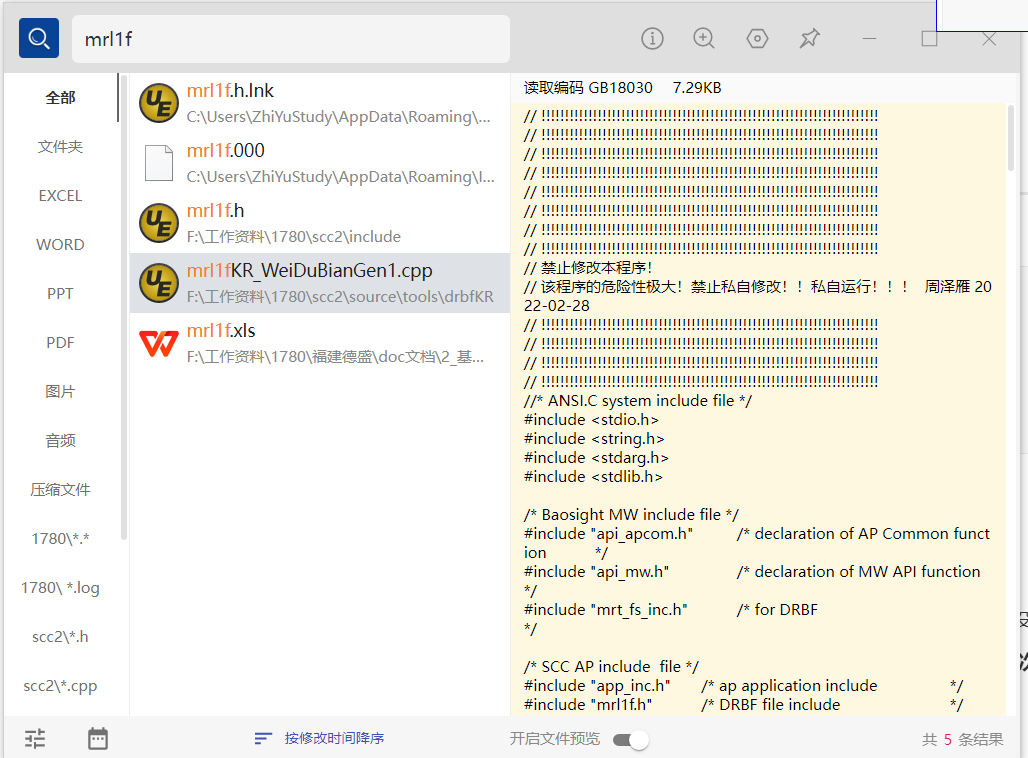 mrl1f
全部
文件夹
EXCEL
WORD
PPT
PDF
图片
音频
压缩文件
1780\*.*
1780\ *.log
scc2\*.h
scc2\*.cpp
mrl1f.h.lnk
C:\Users\ZhiYuStudy\AppData\Roaming\...
mrl1f.000
C:\Users\ZhiYuStudy\AppData\Roaming\I...
mrl1f.h
F:\工作资料\1780\scc2\include
mrl1fKR_WeiDuBianGen1.cpp
F:\工作资料\1780\scc2\source\tools\drbfKR
mrl1f.xls
F:\工作资料\1780\福建德盛\doc文档\2_基...
读取编码 GB18030 7.29KB
// !!!!!!!!!!!!!!!!!!!!!!!!!!!!!!!!!!!!!!!!!!!!!!!!!!!!!!!!!!!!!!!!!!!!!!!!
// !!!!!!!!!!!!!!!!!!!!!!!!!!!!!!!!!!!!!!!!!!!!!!!!!!!!!!!!!!!!!!!!!!!!!!!!
// !!!!!!!!!!!!!!!!!!!!!!!!!!!!!!!!!!!!!!!!!!!!!!!!!!!!!!!!!!!!!!!!!!!!!!!!
// !!!!!!!!!!!!!!!!!!!!!!!!!!!!!!!!!!!!!!!!!!!!!!!!!!!!!!!!!!!!!!!!!!!!!!!!
// !!!!!!!!!!!!!!!!!!!!!!!!!!!!!!!!!!!!!!!!!!!!!!!!!!!!!!!!!!!!!!!!!!!!!!!!
// !!!!!!!!!!!!!!!!!!!!!!!!!!!!!!!!!!!!!!!!!!!!!!!!!!!!!!!!!!!!!!!!!!!!!!!!
// !!!!!!!!!!!!!!!!!!!!!!!!!!!!!!!!!!!!!!!!!!!!!!!!!!!!!!!!!!!!!!!!!!!!!!!!
// !!!!!!!!!!!!!!!!!!!!!!!!!!!!!!!!!!!!!!!!!!!!!!!!!!!!!!!!!!!!!!!!!!!!!!!!
// 禁止修改本程序！
// 该程序的危险性极大！禁止私自修改！！私自运行！！！ 周泽雁 20
22-02-28
// !!!!!!!!!!!!!!!!!!!!!!!!!!!!!!!!!!!!!!!!!!!!!!!!!!!!!!!!!!!!!!!!!!!!!!!!
// !!!!!!!!!!!!!!!!!!!!!!!!!!!!!!!!!!!!!!!!!!!!!!!!!!!!!!!!!!!!!!!!!!!!!!!!
// !!!!!!!!!!!!!!!!!!!!!!!!!!!!!!!!!!!!!!!!!!!!!!!!!!!!!!!!!!!!!!!!!!!!!!!!
// !!!!!!!!!!!!!!!!!!!!!!!!!!!!!!!!!!!!!!!!!!!!!!!!!!!!!!!!!!!!!!!!!!!!!!!!
//* ANSI.C system include file */
#include <stdio.h>
#include <string.h>
#include <stdarg.h>
#include <stdlib.h>
/* Baosight MW include file */
#include "api_apcom.h" /* declaration of AP Common funct
ion */
#include "api_mw.h" /* declaration of MW API function
*/
#include "mrt_fs_inc.h" /* for DRBF
*/
/* SCC AP include file */
#include "app_inc.h" /* ap application include */
#include "mrl1f.h" /* DRBF file include */
按修改时间降序
开启文件预览
共 5 条结果